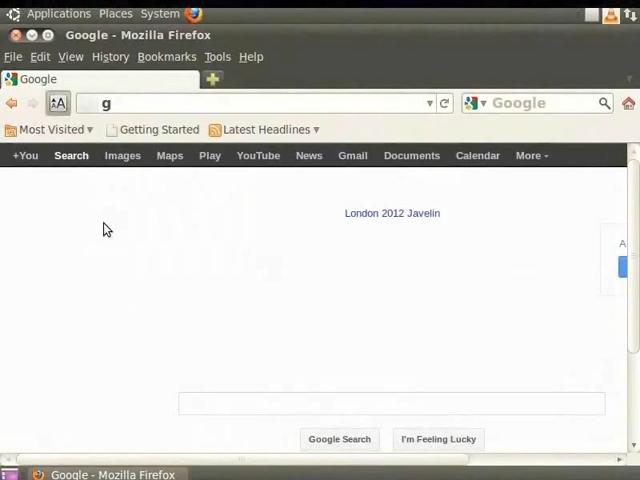 Applications Places System
Google - Mozilla Firefox
File Edit View History Bookmarks Tools Help
Google
g
Google
Most Visited Getting Started Latest Headlines
+You Search Images Maps Play YouTube News Gmail Documents Calendar More
London 2012 Javelin
A
Google Search I'm Feeling Lucky
Google - Mozilla Firefox